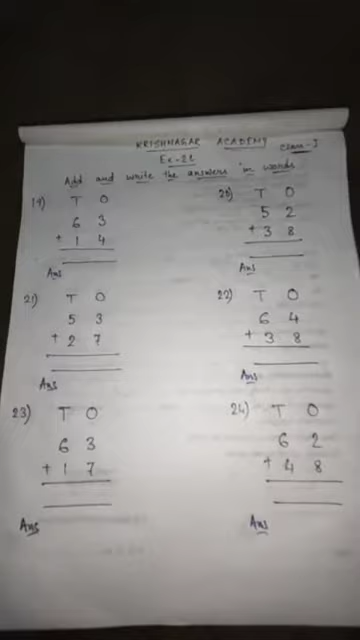 KRISHNAGAR ACADEMY
Class-I
Ex-21
Add and write the answers in words
19) T O
6 3
+ 1 4
Ans
20) T O
5 2
+ 3 8
Ans
21) T O
5 3
+ 2 7
Ans
22) T O
6 4
+ 3 8
Ans
23) T O
6 3
+ 1 7
Ans
24) T O
6 2
+ 4 8
Ans